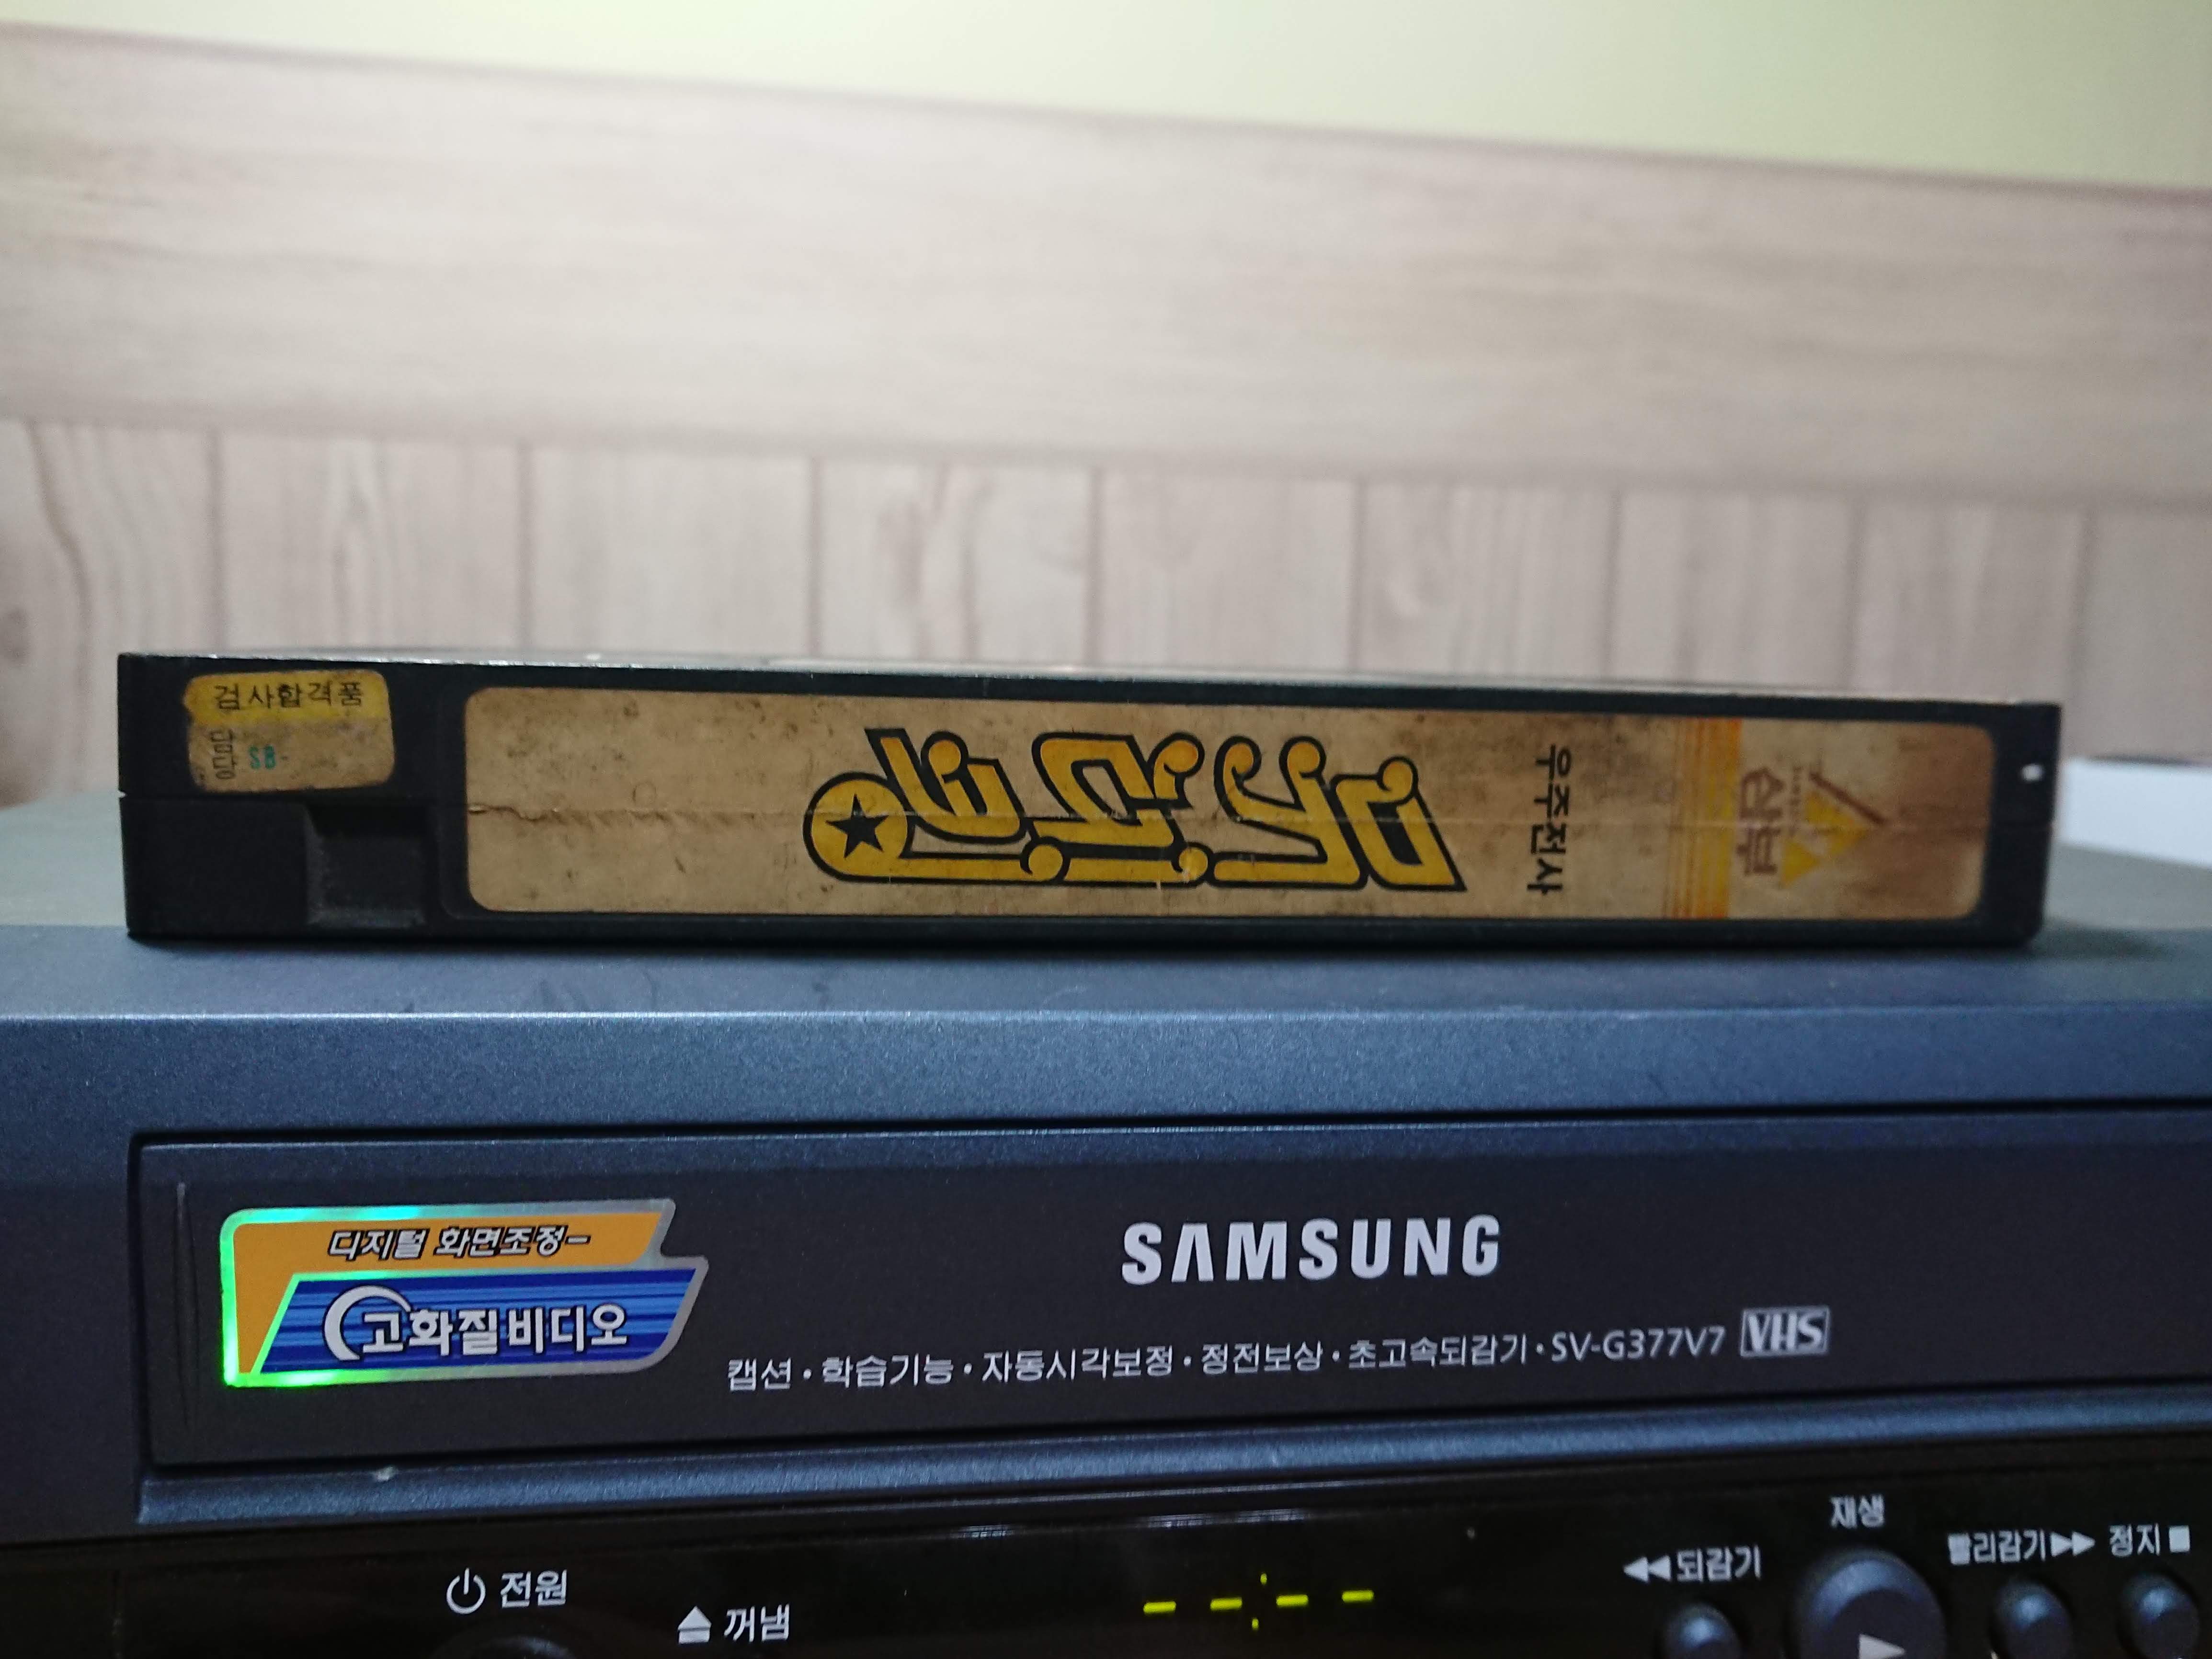 검사합격품
SB
우주전사
삼부
디지털 화면조정
고화질비디오
SAMSUNG
캡션・학습기능・자동시각보정・정전보상・초고속되감기・SV-G377V7 VHS
재생
되감기
빨리감기
정지
전원
꺼냄